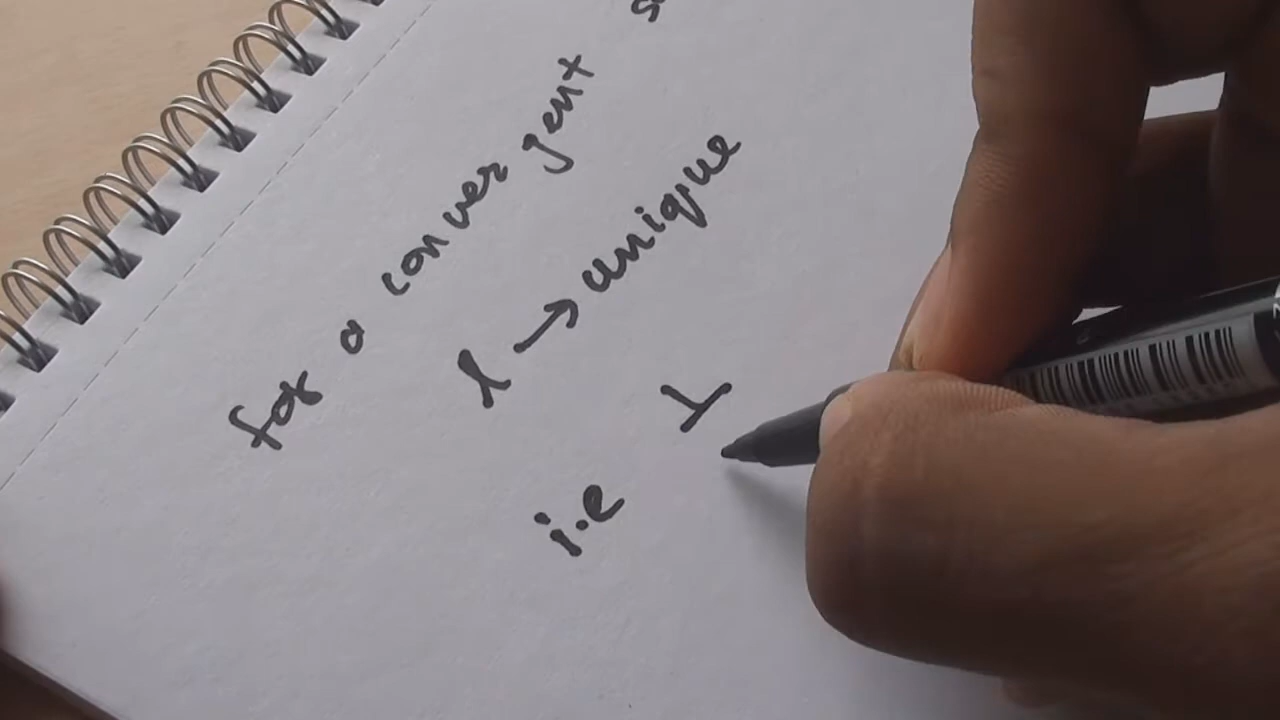 for a convergent
l → unique
i.e